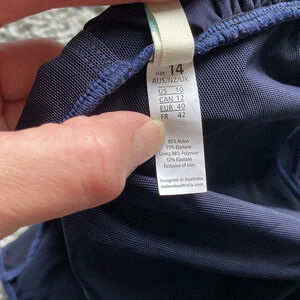 SIZE 14
AUS/NZ/UK
US 10
CAN 12
EUR 40
FR 42
85% Nylon
15% Elastane
Lining 88% Polyester
12% Elastane
Exclusive of trim
Designed in Australia